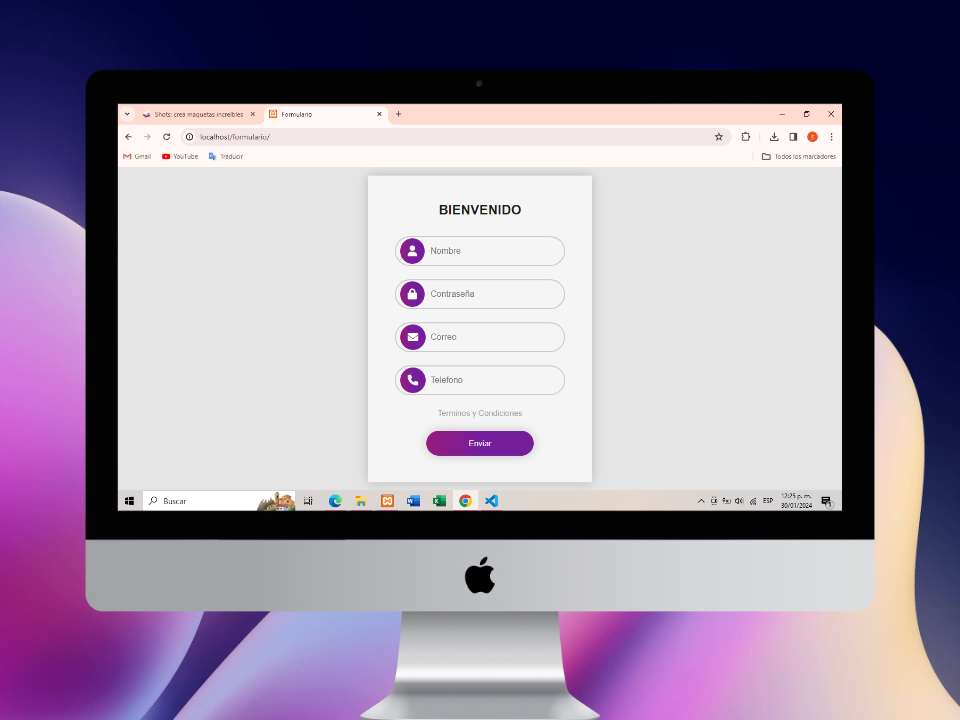 Shots: crea maquetas increíbles
Formulario
localhost/formulario/
Gmail
YouTube
Traducir
Todos los marcadores
BIENVENIDO
Nombre
Contraseña
Correo
Telefono
Terminos y Condiciones
Enviar
Buscar
ESP
12:25 p. m.
30/01/2024